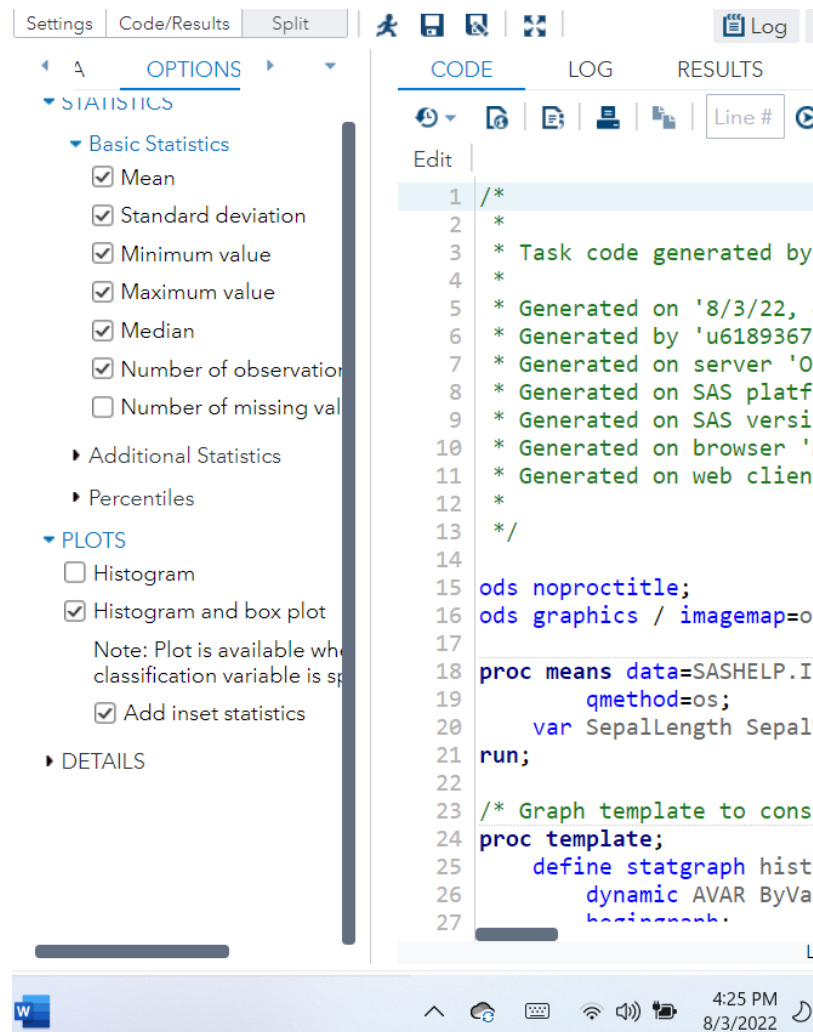 Settings Code/Results Split Log
OPTIONS
STATISTICS
Basic Statistics
Mean
Standard deviation
Minimum value
Maximum value
Median
Number of observation
Number of missing val
Additional Statistics
Percentiles
PLOTS
Histogram
Histogram and box plot
Note: Plot is available whe
classification variable is sp
Add inset statistics
DETAILS
CODE LOG RESULTS
Line #
Edit
1 /*
2 *
3 * Task code generated by
4 *
5 * Generated on '8/3/22,
6 * Generated by 'u6189367
7 * Generated on server 'O
8 * Generated on SAS platf
9 * Generated on SAS versi
10 * Generated on browser '
11 * Generated on web clien
12 *
13 */
14
15 ods noproctitle;
16 ods graphics / imagemap=o
17
18 proc means data=SASHELP.I
19 qmethod=os;
20 var SepalLength Sepal
21 run;
22
23 /* Graph template to cons
24 proc template;
25 define statgraph hist
26 dynamic AVAR ByVa
27 begingraph;
W
4:25 PM
8/3/2022